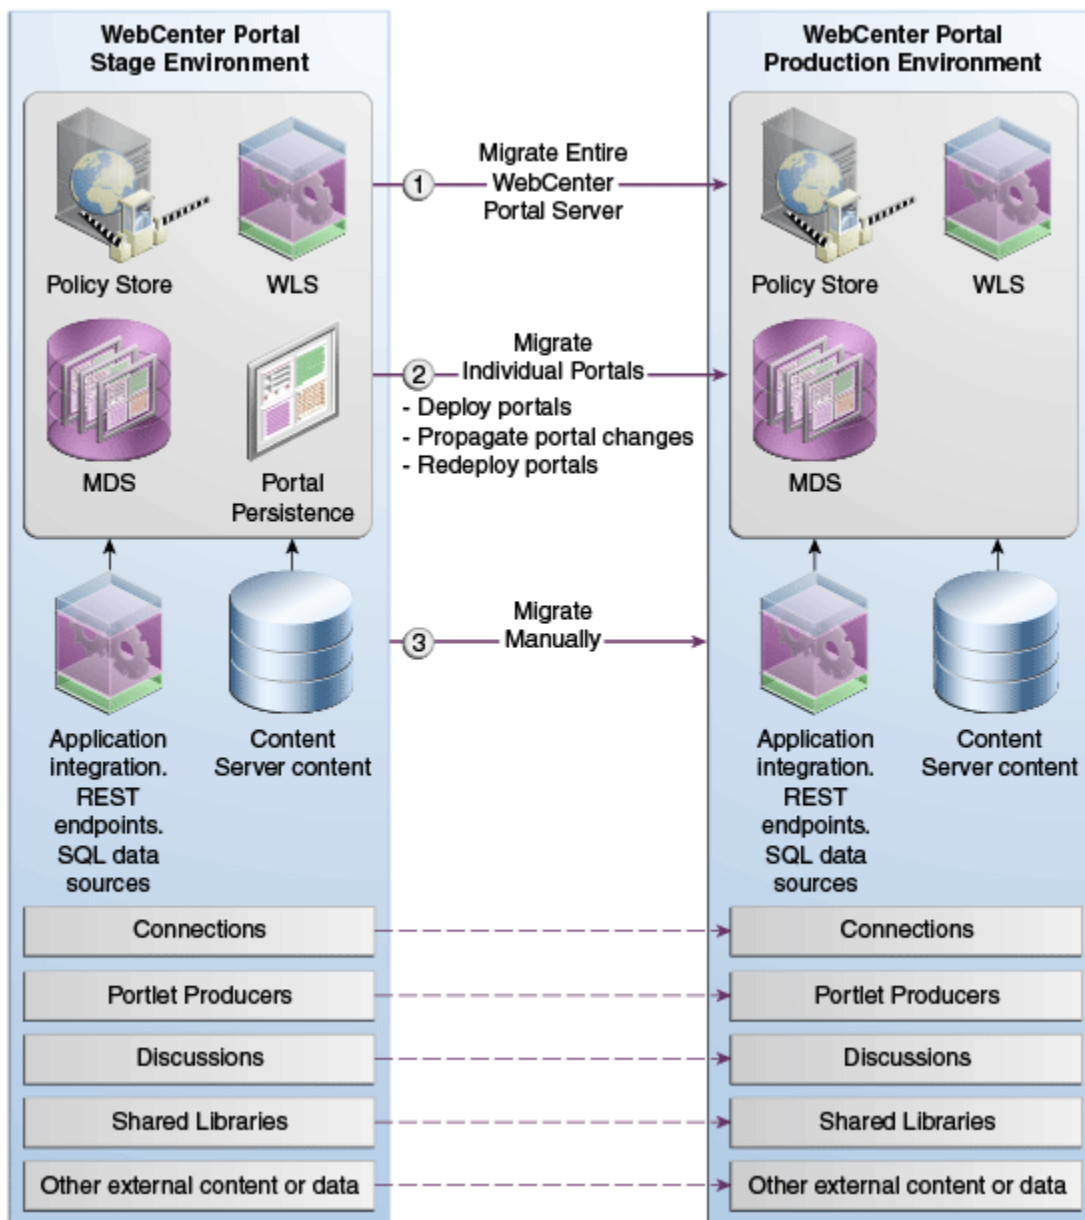 WebCenter Portal
Stage Environment
WebCenter Portal
Production Environment
Policy Store
WLS
1
Migrate Entire
WebCenter
Portal Server
Policy Store
WLS
MDS
Portal
Persistence
2
Migrate
Individual Portals
- Deploy portals
- Propagate portal changes
- Redeploy portals
MDS
3
Migrate
Manually
Application
integration.
REST
endpoints.
SQL data
sources
Content
Server content
Application
integration.
REST
endpoints.
SQL data
sources
Content
Server content
Connections
Connections
Portlet Producers
Portlet Producers
Discussions
Discussions
Shared Libraries
Shared Libraries
Other external content or data
Other external content or data